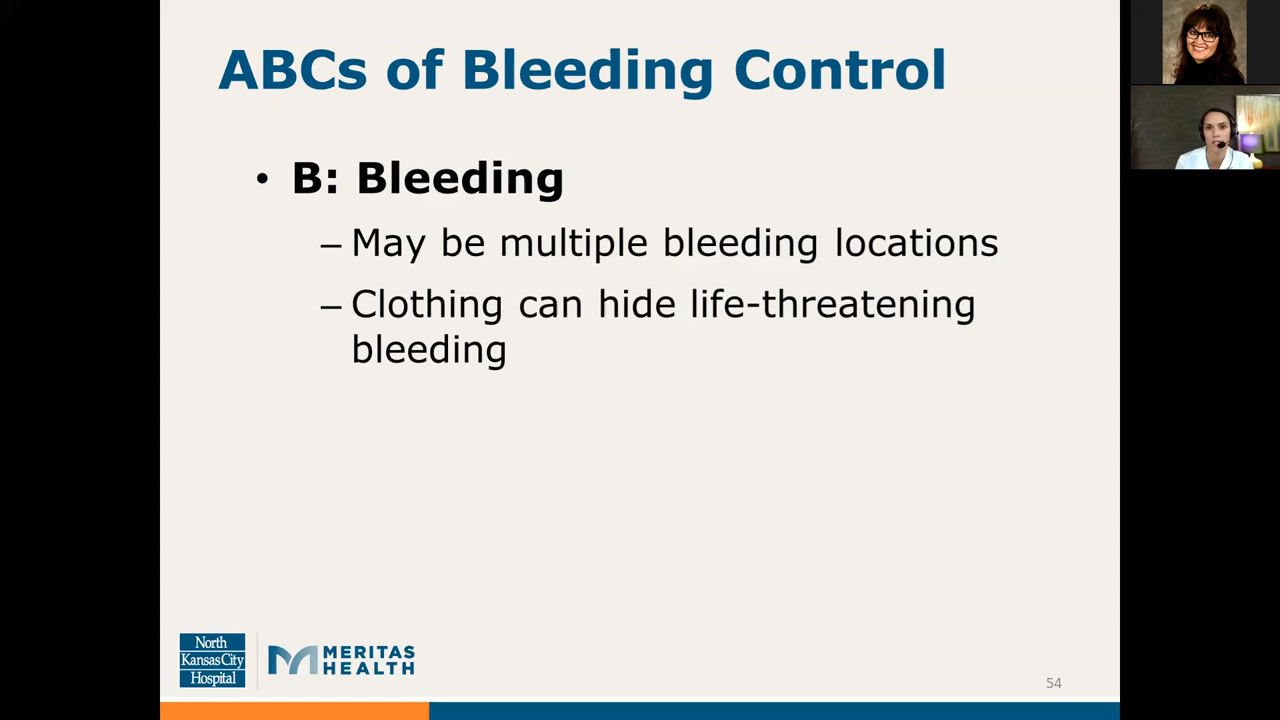 ABCs of Bleeding Control
• B: Bleeding
– May be multiple bleeding locations
– Clothing can hide life-threatening
bleeding
North
Kansas City
Hospital
MERITAS
HEALTH
54